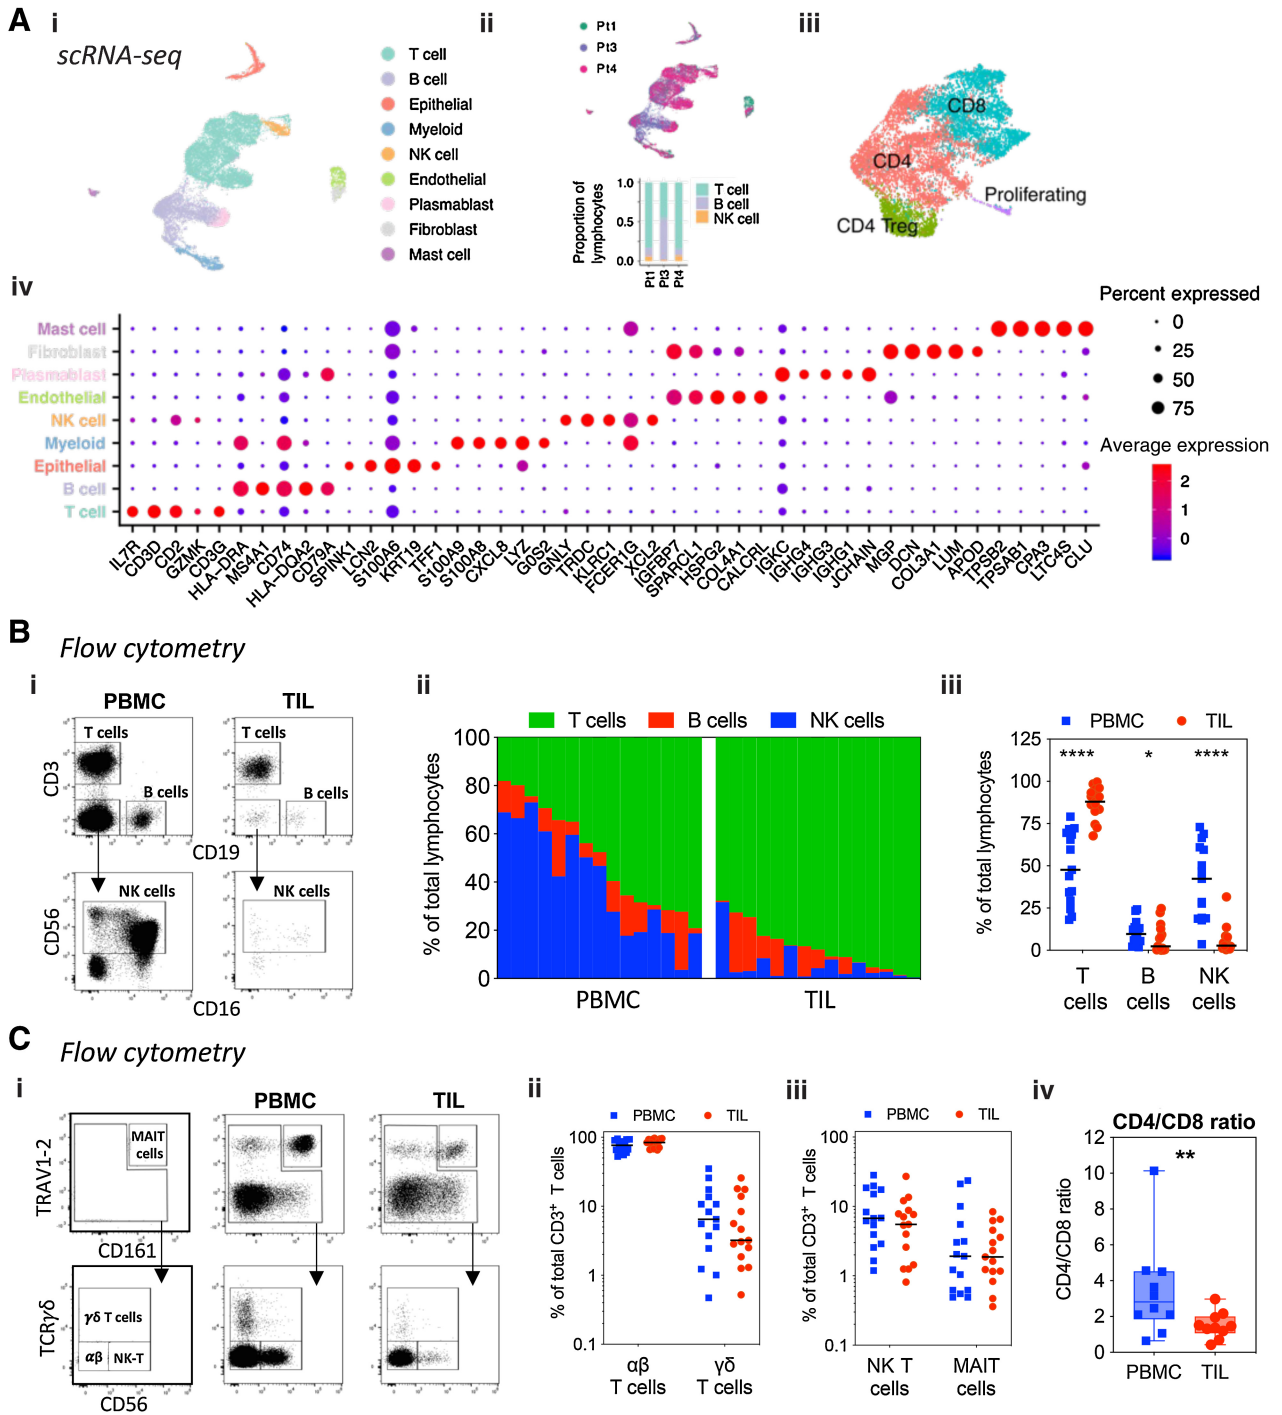 A
i
scRNA-seq
T cell
B cell
Epithelial
Myeloid
NK cell
Endothelial
Plasmablast
Fibroblast
Mast cell
ii
Pt1
Pt3
Pt4
Proportion of
lymphocytes
1.0
0.5
0.0
Pt1
Pt3
Pt4
T cell
B cell
NK cell
iii
CD8
CD4
Proliferating
CD4 Treg
iv
Mast cell
Fibroblast
Plasmablast
Endothelial
NK cell
Myeloid
Epithelial
B cell
T cell
IL7R
CD3D
CD2
GZMK
CD3G
HLA-DRA
MS4A1
CD74
HLA-DQA2
CD79A
SPINK1
LCN2
S100A6
KRT19
TFF1
S100A9
S100A8
CXCL8
LYZ
G0S2
GNLY
TRDC
KLRC1
FCER1G
XCL2
IGFBP7
SPARCL1
HSPG2
COL4A1
CALCRL
IGKC
IGHG4
IGHG3
IGHG1
JCHAIN
MGP
DCN
COL3A1
LUM
APOD
TPSB2
TPSAB1
CPA3
LTC4S
CLU
Percent expressed
0
25
50
75
Average expression
2
1
0
B
Flow cytometry
i
PBMC
TIL
T cells
T cells
B cells
B cells
CD3
CD19
NK cells
NK cells
CD56
CD16
ii
T cells
B cells
NK cells
% of total lymphocytes
100
80
60
40
20
0
PBMC
TIL
iii
PBMC
TIL
% of total lymphocytes
125
100
75
50
25
0
****
*
****
T
cells
B
cells
NK
cells
C
Flow cytometry
i
PBMC
TIL
TRAV1-2
MAIT
cells
CD161
TCRγδ
γδ T cells
αβ
NK-T
CD56
ii
PBMC
TIL
% of total CD3+ T cells
100
10
1
0.1
αβ
T cells
γδ
T cells
iii
PBMC
TIL
% of total CD3+ T cells
100
10
1
0.1
NK T
cells
MAIT
cells
iv
CD4/CD8 ratio
CD4/CD8 ratio
12
10
8
6
4
2
0
**
PBMC
TIL